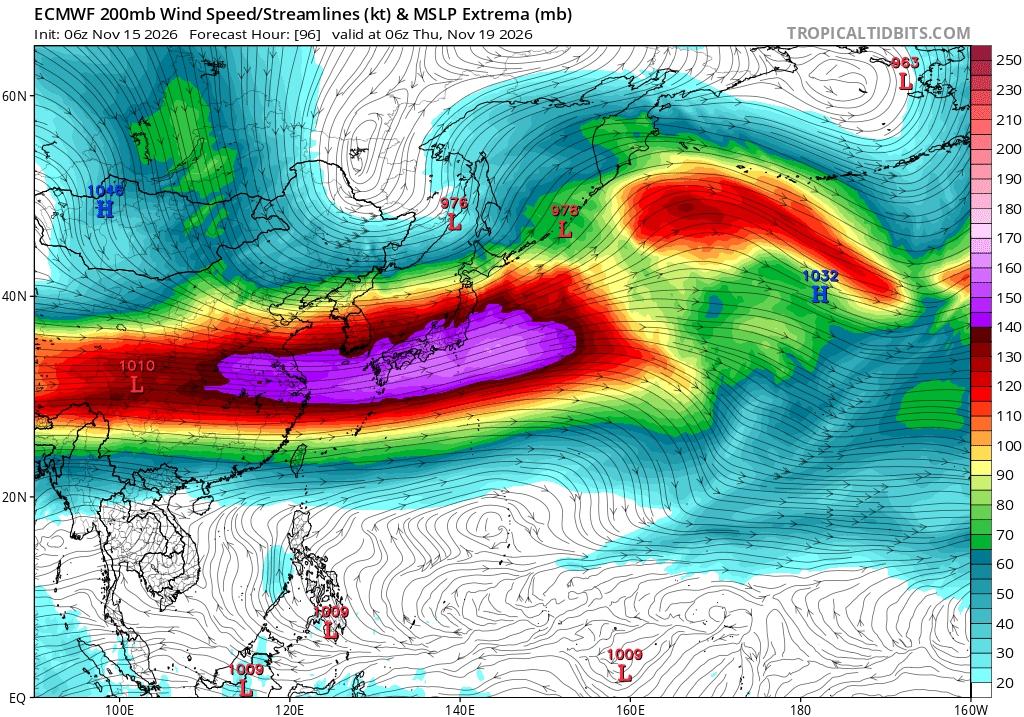 ECMWF 200mb Wind Speed/Streamlines (kt) & MSLP Extrema (mb)
Init: 06z Nov 15 2026 Forecast Hour: [96] valid at 06z Thu, Nov 19 2026
TROPICALTIDBITS.COM
963
L
60N
976
L
978
L
H
1032
H
40N
1010
L
20N
1009
L
1009
L
1009
L
EQ
100E
120E
140E
160E
180
160W
250
230
210
200
190
180
170
160
150
140
130
120
110
100
90
80
70
60
50
40
30
20